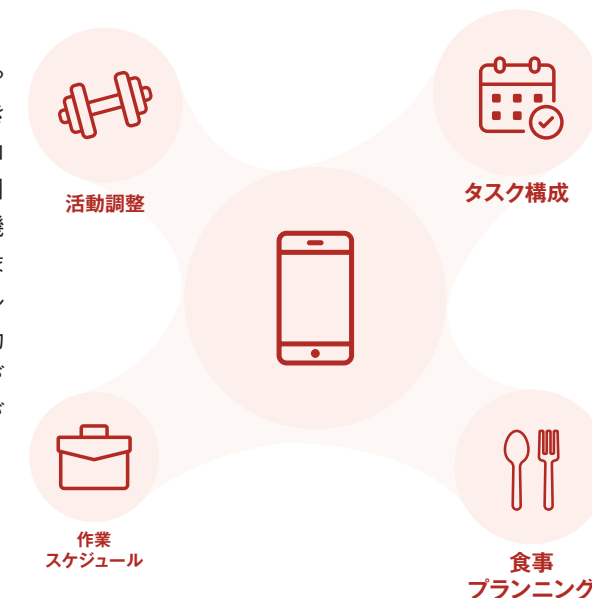 活動調整
タスク構成
作業
スケジュール
食事
プランニング